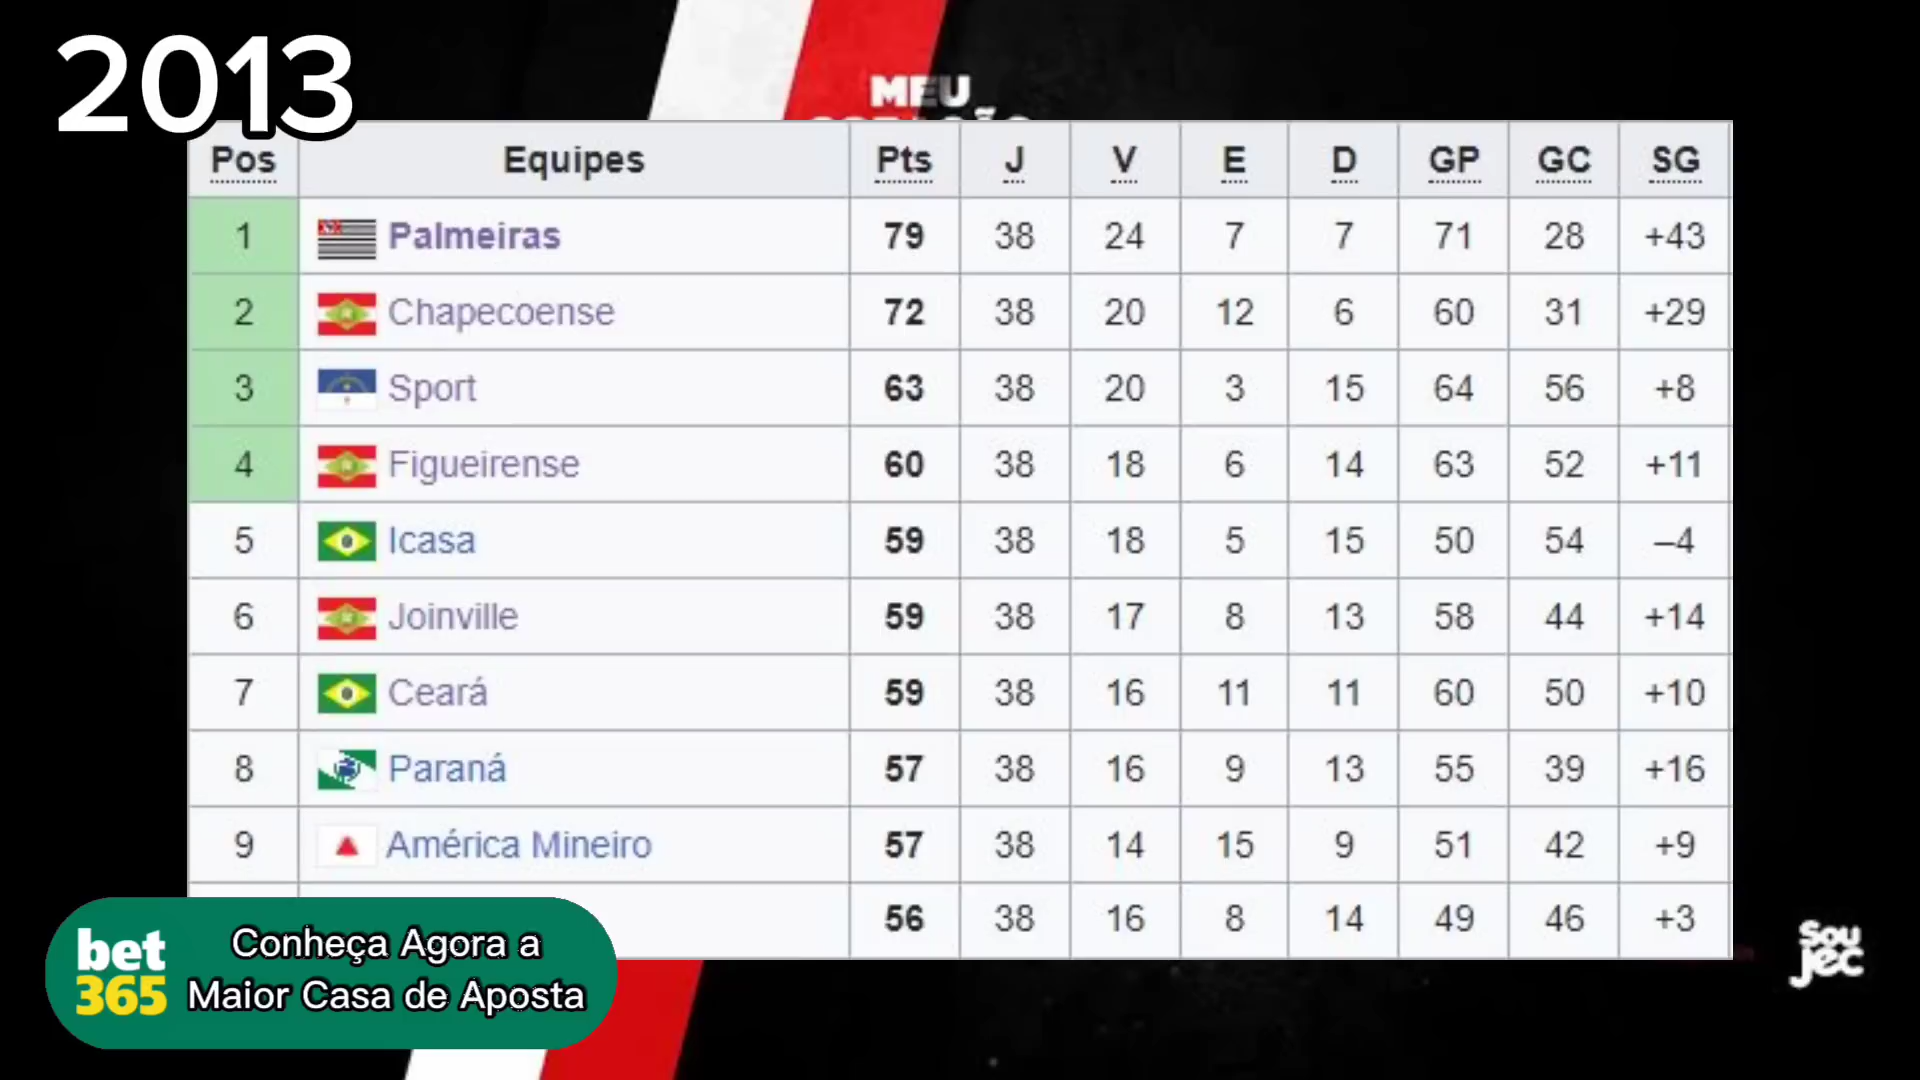 2013
MEU
Pos Equipes Pts J V E D GP GC SG
1 Palmeiras 79 38 24 7 7 71 28 +43
2 Chapecoense 72 38 20 12 6 60 31 +29
3 Sport 63 38 20 3 15 64 56 +8
4 Figueirense 60 38 18 6 14 63 52 +11
5 Icasa 59 38 18 5 15 50 54 –4
6 Joinville 59 38 17 8 13 58 44 +14
7 Ceará 59 38 16 11 11 60 50 +10
8 Paraná 57 38 16 9 13 55 39 +16
9 América Mineiro 57 38 14 15 9 51 42 +9
56 38 16 8 14 49 46 +3
bet
365
Conheça Agora a
Maior Casa de Aposta
Sou
jec